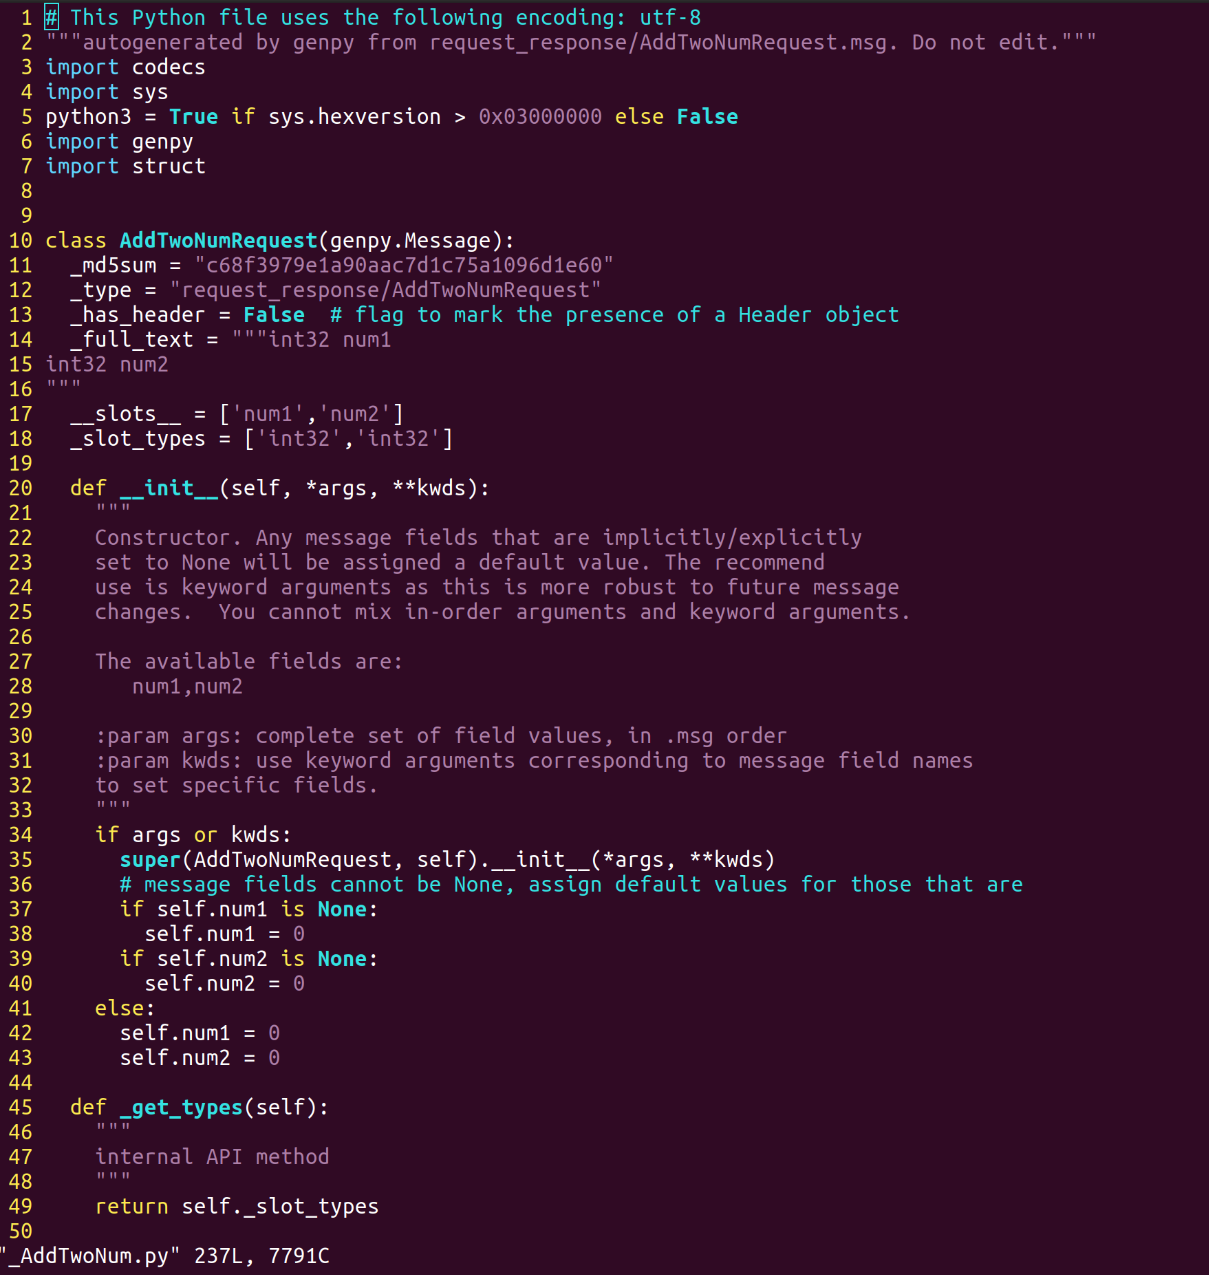 1 # This Python file uses the following encoding: utf-8
2 """autogenerated by genpy from request_response/AddTwoNumRequest.msg. Do not edit."""
3 import codecs
4 import sys
5 python3 = True if sys.hexversion > 0x03000000 else False
6 import genpy
7 import struct
8
9
10 class AddTwoNumRequest(genpy.Message):
11   _md5sum = "c68f3979e1a90aac7d1c75a1096d1e60"
12   _type = "request_response/AddTwoNumRequest"
13   _has_header = False  # flag to mark the presence of a Header object
14   _full_text = """int32 num1
15 int32 num2
16 """
17   __slots__ = ['num1','num2']
18   _slot_types = ['int32','int32']
19
20   def __init__(self, *args, **kwds):
21     """
22     Constructor. Any message fields that are implicitly/explicitly
23     set to None will be assigned a default value. The recommend
24     use is keyword arguments as this is more robust to future message
25     changes.  You cannot mix in-order arguments and keyword arguments.
26
27     The available fields are:
28        num1,num2
29
30     :param args: complete set of field values, in .msg order
31     :param kwds: use keyword arguments corresponding to message field names
32     to set specific fields.
33     """
34     if args or kwds:
35       super(AddTwoNumRequest, self).__init__(*args, **kwds)
36       # message fields cannot be None, assign default values for those that are
37       if self.num1 is None:
38         self.num1 = 0
39       if self.num2 is None:
40         self.num2 = 0
41     else:
42       self.num1 = 0
43       self.num2 = 0
44
45   def _get_types(self):
46     """
47     internal API method
48     """
49     return self._slot_types
50
"_AddTwoNum.py" 237L, 7791C